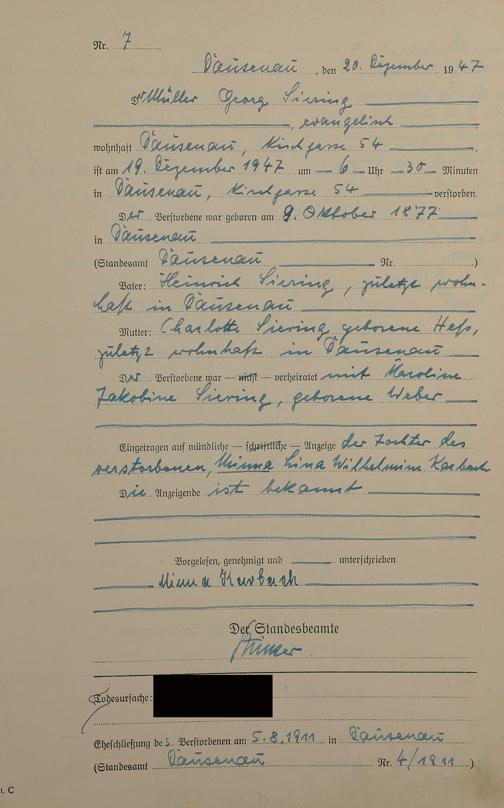 Nr. 7
Dausenau, den 20. Dezember 1947
Der Müller Georg Siering
, evangelisch,
wohnhaft Dausenau, Kirchgasse 54
ist am 19. Dezember 1947 um 6 Uhr 30 Minuten
in Dausenau, Kirchgasse 54 verstorben.
Der Verstorbene war geboren am 9. Oktober 1877
in Dausenau
(Standesamt Dausenau Nr. )
Vater: Heinrich Siering, zuletzt wohn-
haft in Dausenau
Mutter: Charlotte Siering geborene Heß,
zuletzt wohnhaft in Dausenau
Der Verstorbene war — nicht — verheiratet mit Karoline
Jakobine Siering, geborene Weber
Eingetragen auf mündliche — schriftliche — Anzeige der Tochter des
verstorbenen, Minna Lina Wilhelmine Karbach
Die Anzeigende ist bekannt
Vorgelesen, genehmigt und unterschrieben
Minna Karbach
Der Standesbeamte
Todesursache:
Eheschließung des Verstorbenen am 5.8.1911 in Dausenau
(Standesamt Dausenau Nr. 4/1911)
C